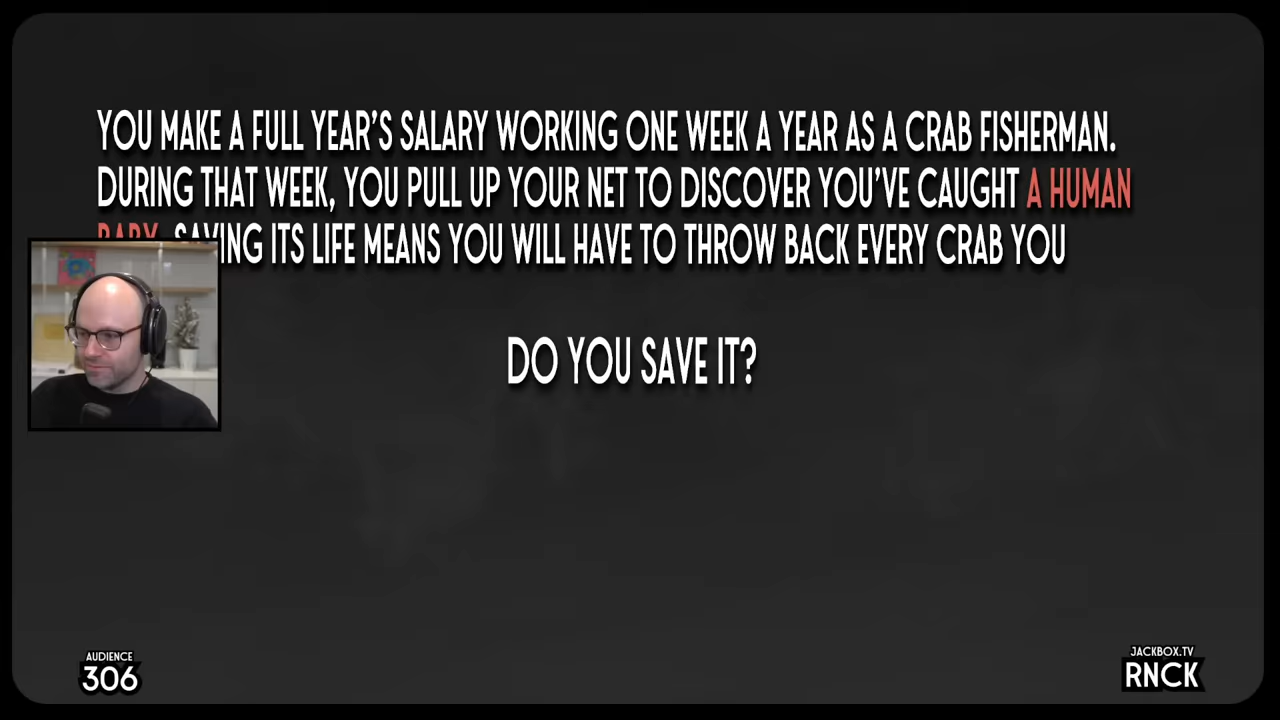 YOU MAKE A FULL YEAR'S SALARY WORKING ONE WEEK A YEAR AS A CRAB FISHERMAN.
DURING THAT WEEK, YOU PULL UP YOUR NET TO DISCOVER YOU'VE CAUGHT A HUMAN
BABY. SAVING ITS LIFE MEANS YOU WILL HAVE TO THROW BACK EVERY CRAB YOU
DO YOU SAVE IT?
AUDIENCE
306
JACKBOX.TV
RNCK